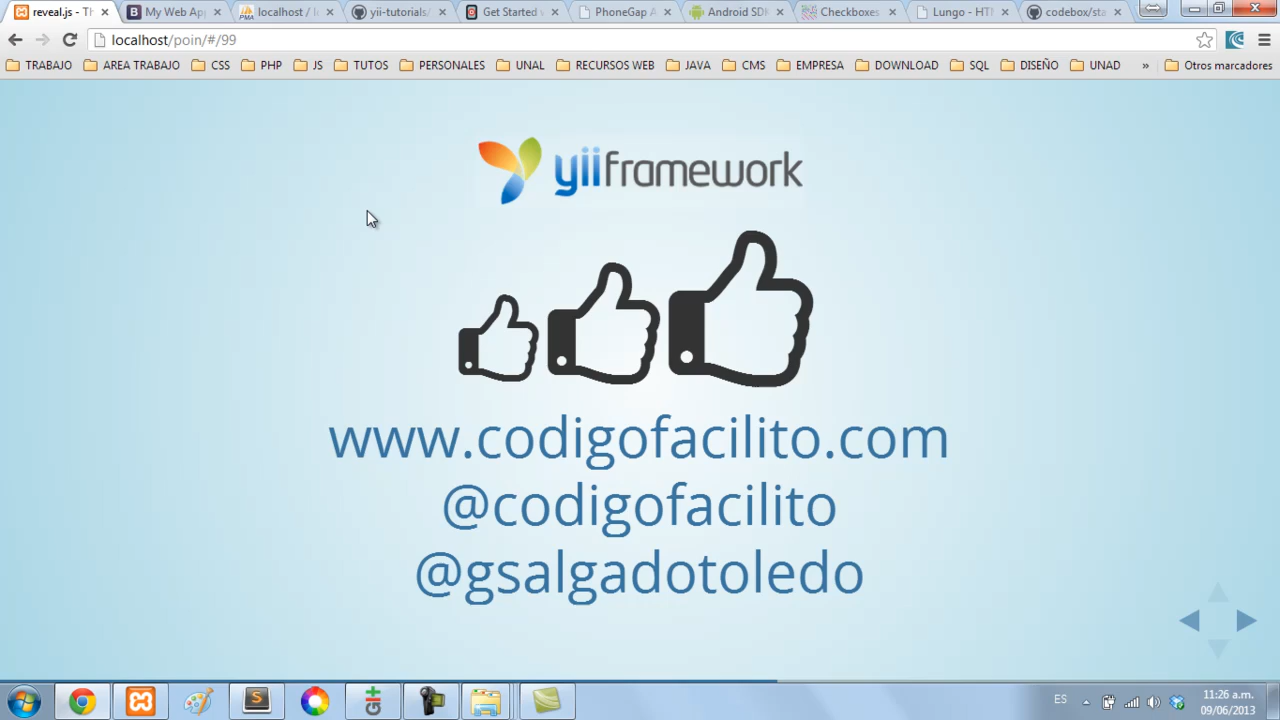 reveal.js - Th
My Web App
localhost / lo
yii-tutorials/
Get Started w
PhoneGap A
Android SDK
Checkboxes
Lungo - HTM
codebox/sta
localhost/poin/#/99
TRABAJO
AREA TRABAJO
CSS
PHP
JS
TUTOS
PERSONALES
UNAL
RECURSOS WEB
JAVA
CMS
EMPRESA
DOWNLOAD
SQL
DISEÑO
UNAD
»
Otros marcadores
yiiframework
www.codigofacilito.com
@codigofacilito
@gsalgadotoledo
ES
11:26 a.m.
09/06/2013